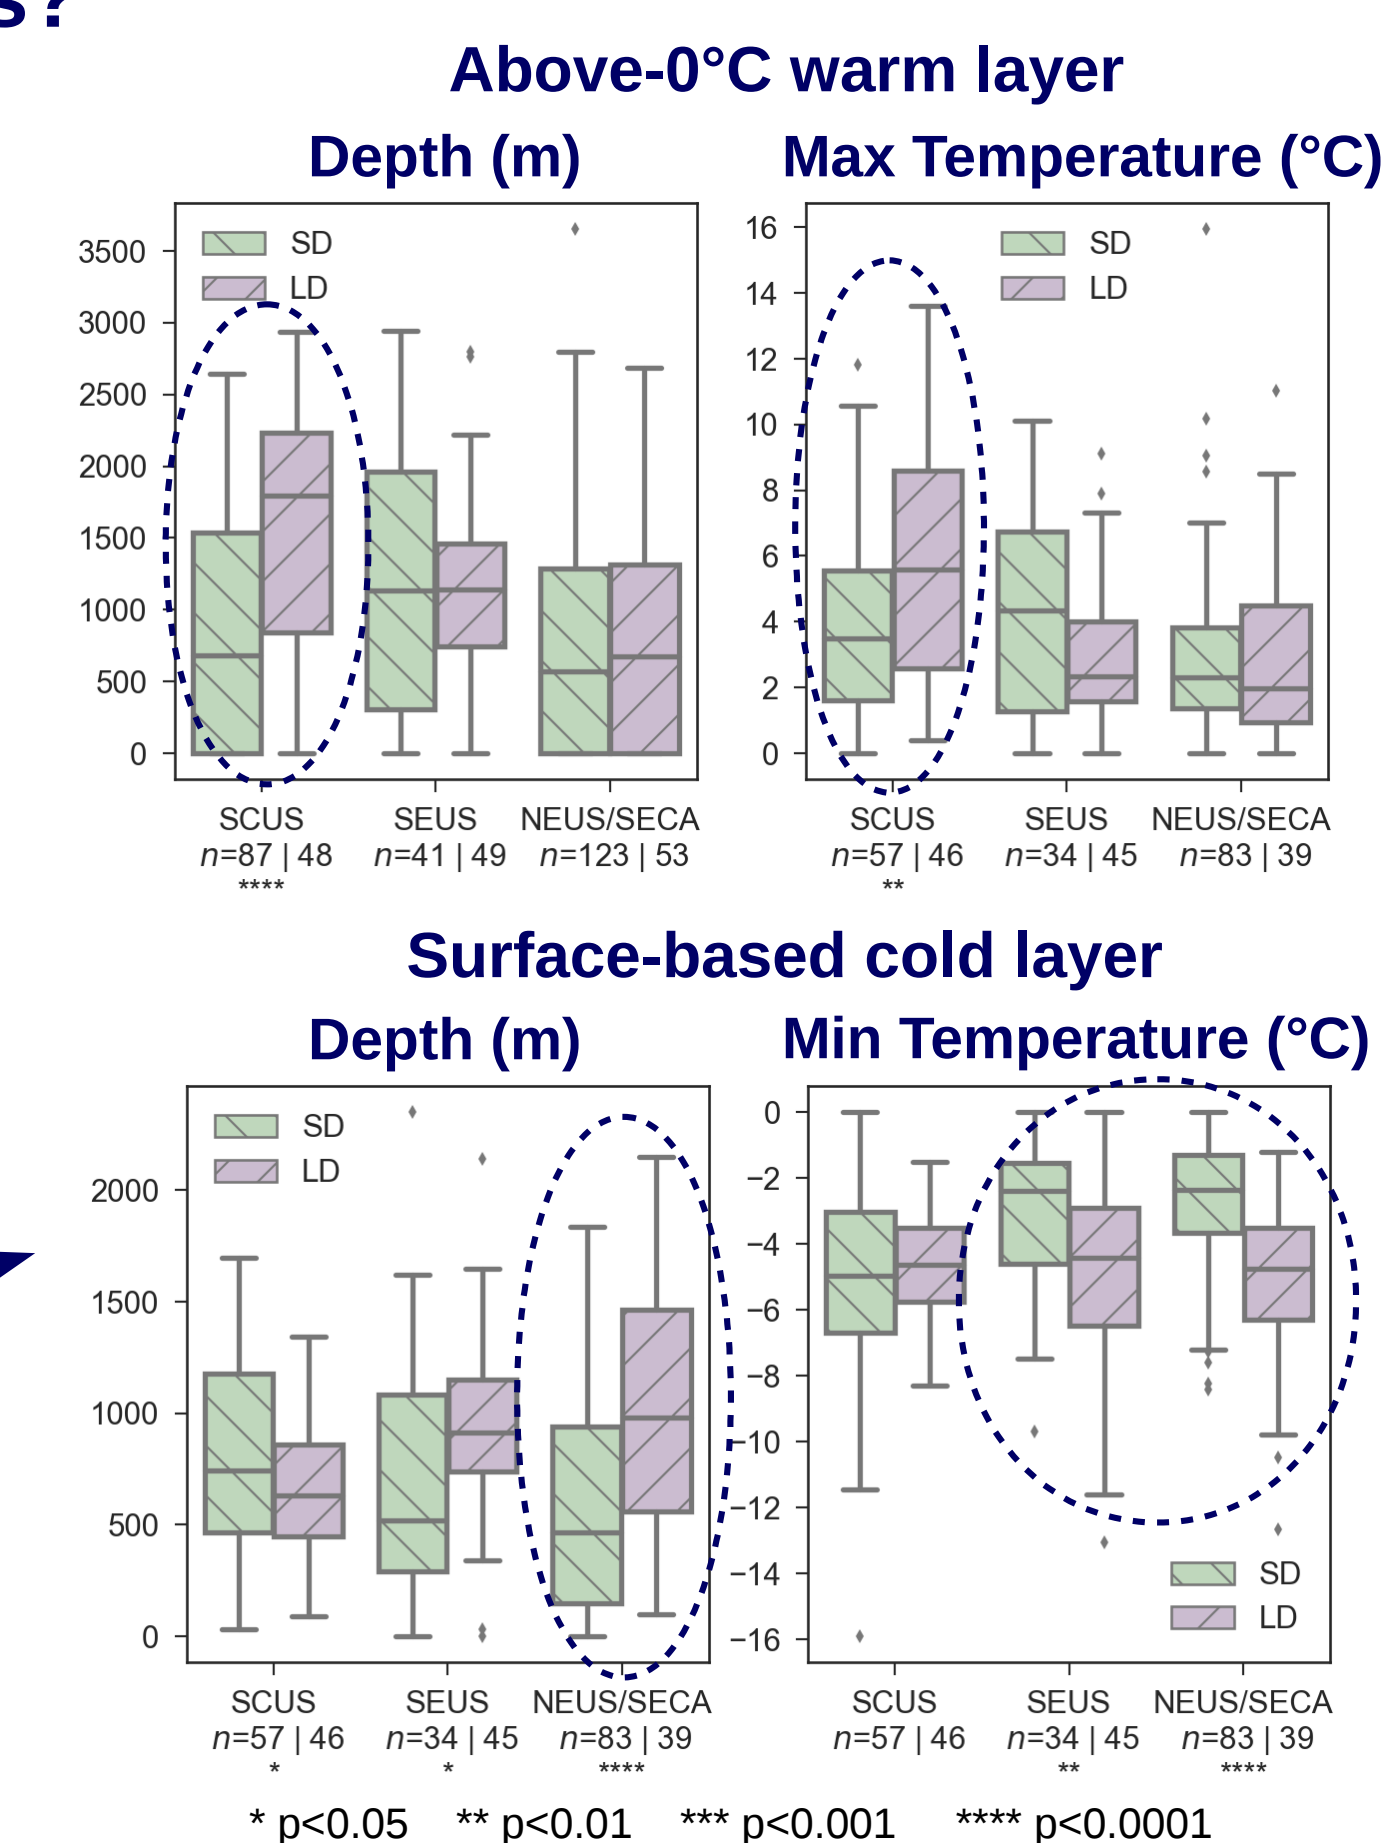 s?
Above-0°C warm layer
Depth (m)
Max Temperature (°C)
SD
LD
3500
3000
2500
2000
1500
1000
500
0
SCUS
SEUS
NEUS/SECA
n=87 | 48
n=41 | 49
n=123 | 53
****
SD
LD
16
14
12
10
8
6
4
2
0
SCUS
SEUS
NEUS/SECA
n=57 | 46
n=34 | 45
n=83 | 39
**
Surface-based cold layer
Depth (m)
Min Temperature (°C)
SD
LD
2000
1500
1000
500
0
SCUS
SEUS
NEUS/SECA
n=57 | 46
n=34 | 45
n=83 | 39
*
*
****
0
−2
−4
−6
−8
−10
−12
−14
−16
SD
LD
SCUS
SEUS
NEUS/SECA
n=57 | 46
n=34 | 45
n=83 | 39
**
****
* p<0.05 ** p<0.01 *** p<0.001 **** p<0.0001